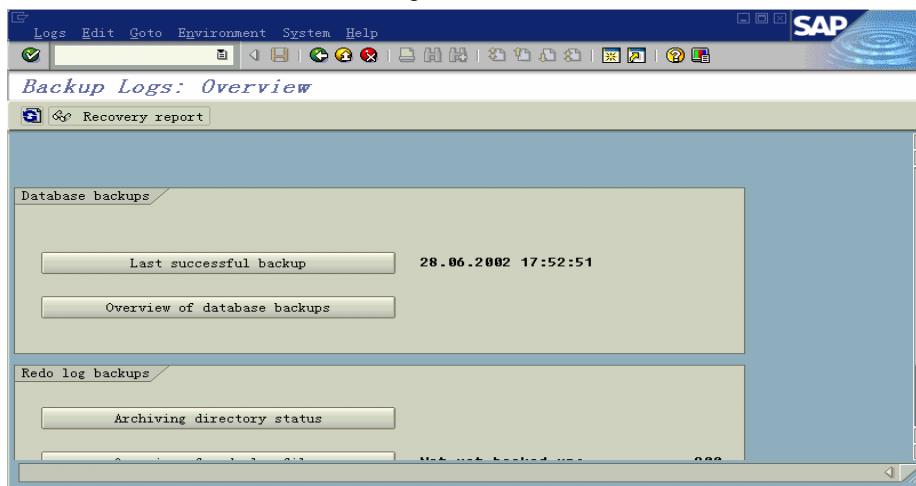 Logs Edit Goto Environment System Help
SAP
Backup Logs: Overview
Recovery report
Database backups
Last successful backup 28.06.2002 17:52:51
Overview of database backups
Redo log backups
Archiving directory status